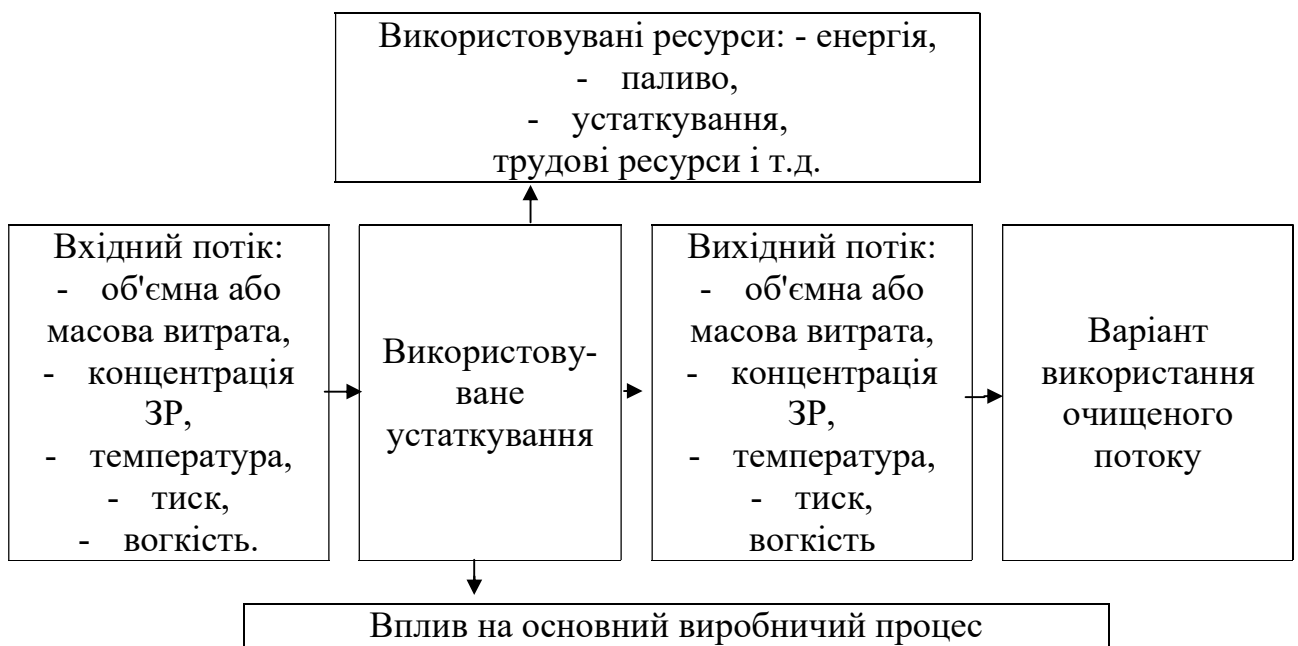 Використовувані ресурси: - енергія,
- паливо,
- устаткування,
трудові ресурси і т.д.
Вхідний потік:
- об'ємна або
масова витрата,
- концентрація
ЗР,
- температура,
- тиск,
- вогкість.
Використову-
ване
устаткування
Вихідний потік:
- об'ємна або
масова витрата,
- концентрація
ЗР,
- температура,
- тиск,
вогкість
Варіант
використання
очищеного
потоку
Вплив на основний виробничий процес